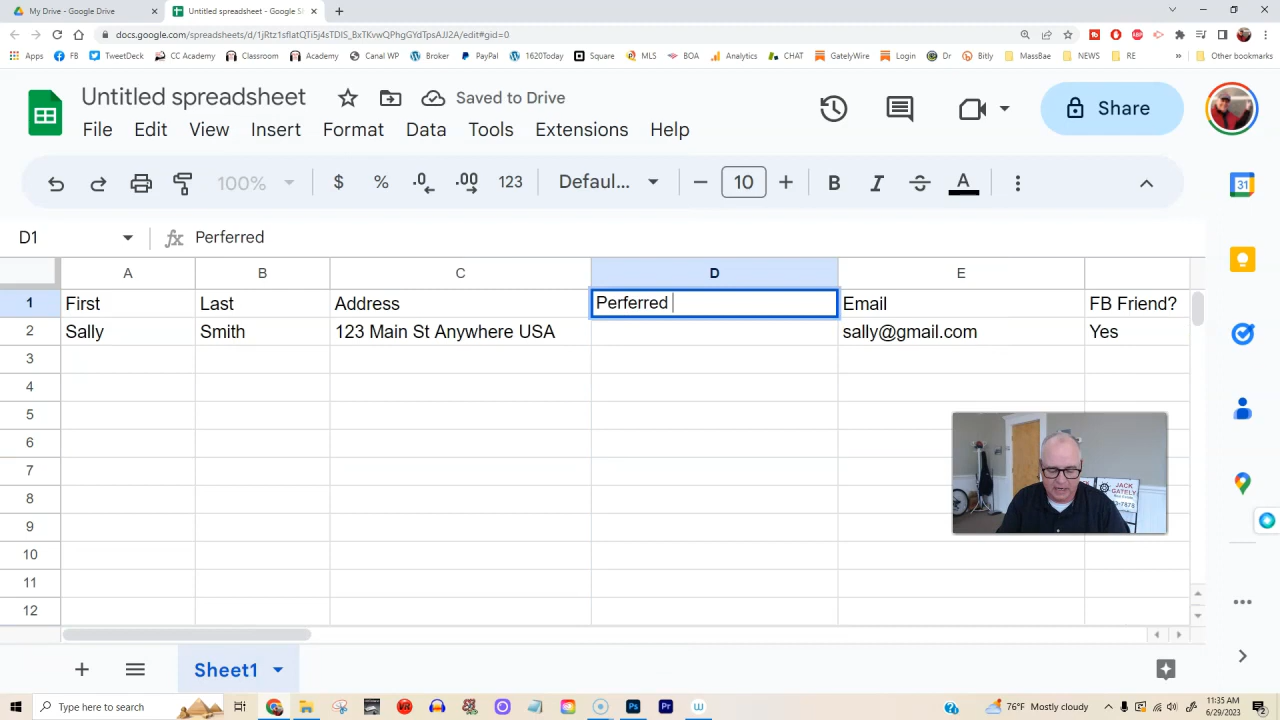 My Drive - Google Drive
Untitled spreadsheet - Google S
docs.google.com/spreadsheets/d/1jRtz1sflatQTi5j4sTDIS_BxTKvwQPhgGYdTpsAJJ2A/edit#gid=0
Apps FB TweetDeck CC Academy Classroom Academy Canal WP Broker PayPal 1620Today Square MLS BOA Analytics CHAT GatelyWire Login Dr Bitly MassBae NEWS RE » Other bookmarks
Untitled spreadsheet Saved to Drive
File Edit View Insert Format Data Tools Extensions Help
Share
100% $ % .0 .00 123 Defaul... − 10 + B I A
D1 fx Perferred
A B C D E
1 First Last Address Perferred Email FB Friend?
2 Sally Smith 123 Main St Anywhere USA sally@gmail.com Yes
3
4
5
6
7
8
9
10
11
12
JACK
GATELY
Sheet1
Type here to search
76°F Mostly cloudy
11:35 AM
6/29/2023